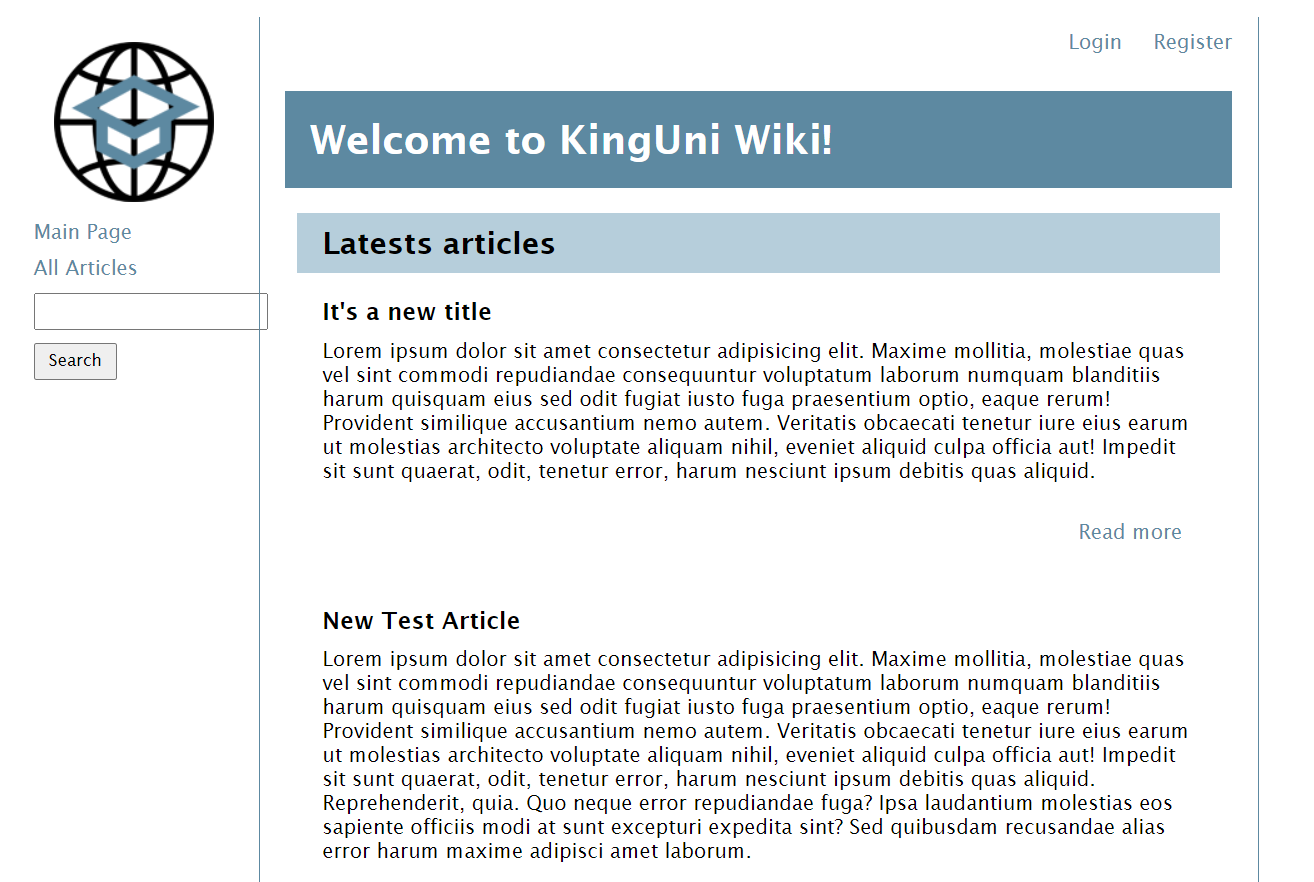 Login Register
Welcome to KingUni Wiki!
Main Page
All Articles
Search
Latests articles
It's a new title
Lorem ipsum dolor sit amet consectetur adipisicing elit. Maxime mollitia, molestiae quas
vel sint commodi repudiandae consequuntur voluptatum laborum numquam blanditiis
harum quisquam eius sed odit fugiat iusto fuga praesentium optio, eaque rerum!
Provident similique accusantium nemo autem. Veritatis obcaecati tenetur iure eius earum
ut molestias architecto voluptate aliquam nihil, eveniet aliquid culpa officia aut! Impedit
sit sunt quaerat, odit, tenetur error, harum nesciunt ipsum debitis quas aliquid.
Read more
New Test Article
Lorem ipsum dolor sit amet consectetur adipisicing elit. Maxime mollitia, molestiae quas
vel sint commodi repudiandae consequuntur voluptatum laborum numquam blanditiis
harum quisquam eius sed odit fugiat iusto fuga praesentium optio, eaque rerum!
Provident similique accusantium nemo autem. Veritatis obcaecati tenetur iure eius earum
ut molestias architecto voluptate aliquam nihil, eveniet aliquid culpa officia aut! Impedit
sit sunt quaerat, odit, tenetur error, harum nesciunt ipsum debitis quas aliquid.
Reprehenderit, quia. Quo neque error repudiandae fuga? Ipsa laudantium molestias eos
sapiente officiis modi at sunt excepturi expedita sint? Sed quibusdam recusandae alias
error harum maxime adipisci amet laborum.